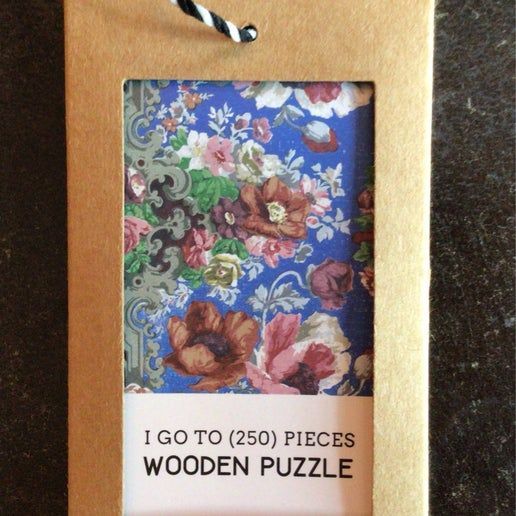 I GO TO (250) PIECES
WOODEN PUZZLE